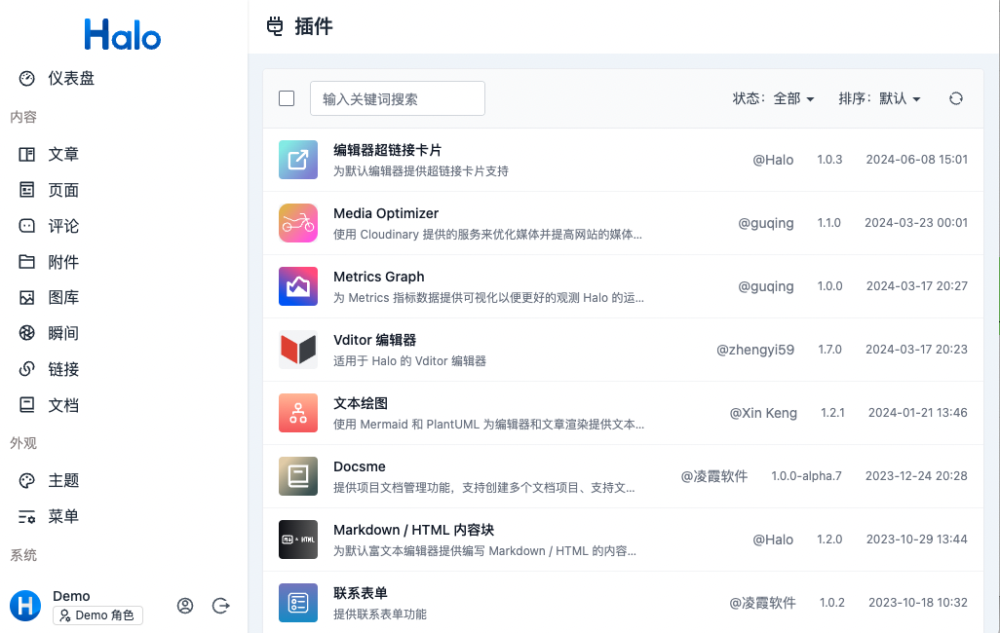 Halo
仪表盘
内容
文章
页面
评论
附件
图库
瞬间
链接
文档
外观
主题
菜单
系统
Demo
Demo 角色
插件
输入关键词搜索
状态: 全部
排序: 默认
编辑器超链接卡片
为默认编辑器提供超链接卡片支持
@Halo 1.0.3 2024-06-08 15:01
Media Optimizer
使用 Cloudinary 提供的服务来优化媒体并提高网站的媒体...
@guqing 1.1.0 2024-03-23 00:01
Metrics Graph
为 Metrics 指标数据提供可视化以便更好的观测 Halo 的运...
@guqing 1.0.0 2024-03-17 20:27
Vditor 编辑器
适用于 Halo 的 Vditor 编辑器
@zhengyi59 1.7.0 2024-03-17 20:23
文本绘图
使用 Mermaid 和 PlantUML 为编辑器和文章渲染提供文本...
@Xin Keng 1.2.1 2024-01-21 13:46
Docsme
提供项目文档管理功能，支持创建多个文档项目、支持文...
@凌霞软件 1.0.0-alpha.7 2023-12-24 20:28
Markdown / HTML 内容块
为默认富文本编辑器提供编写 Markdown / HTML 的内容...
@Halo 1.2.0 2023-10-29 13:44
联系表单
提供联系表单功能
@凌霞软件 1.0.2 2023-10-18 10:32